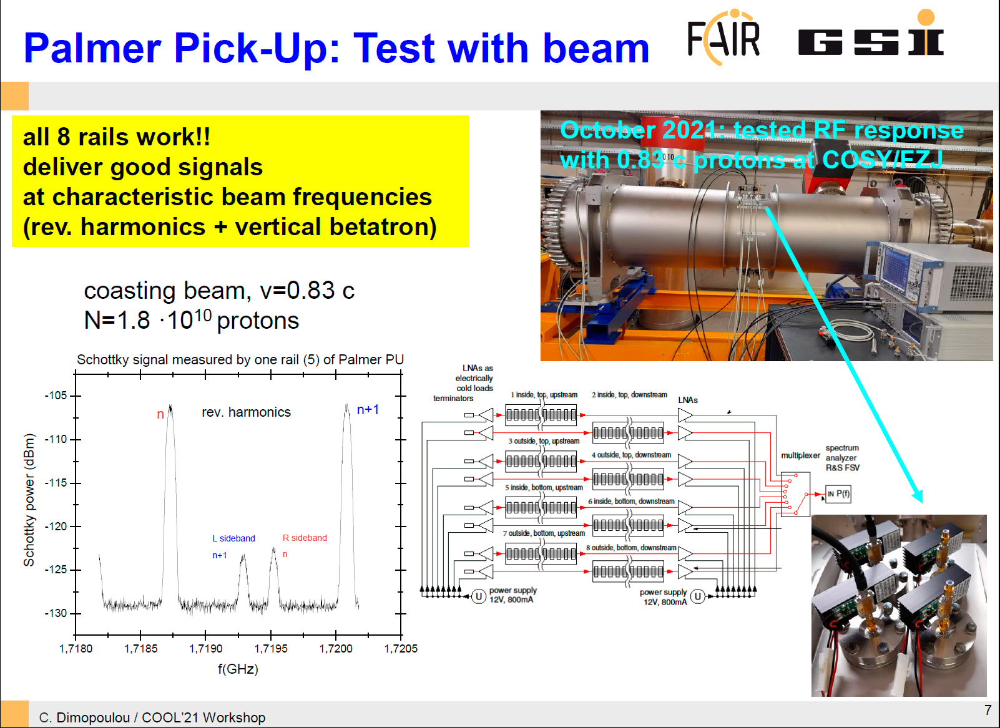 Palmer Pick-Up: Test with beam
FAIR
GSI
all 8 rails work!!
deliver good signals
at characteristic beam frequencies
(rev. harmonics + vertical betatron)
October 2021: tested RF response
with 0.83 c protons at COSY/FZJ
coasting beam, v=0.83 c
N=1.8 ·10¹⁰ protons
Schottky signal measured by one rail (5) of Palmer PU
-105
-110
-115
-120
-125
-130
Schottky power (dBm)
n
rev. harmonics
n+1
L sideband
n+1
R sideband
n
1,7180
1,7185
1,7190
1,7195
1,7200
1,7205
f(GHz)
LNAs as
electrically
cold loads
terminators
1 inside, top, upstream
2 inside, top, downstream
LNAs
3 outside, top, upstream
4 outside, top, downstream
5 inside, bottom, upstream
6 inside, bottom, downstream
7 outside, bottom, upstream
8 outside, bottom, downstream
multiplexer
spectrum
analyzer
R&S FSV
IN P(f)
U
power supply
12V, 800mA
power supply
12V, 800mA
U
C. Dimopoulou / COOL’21 Workshop
7